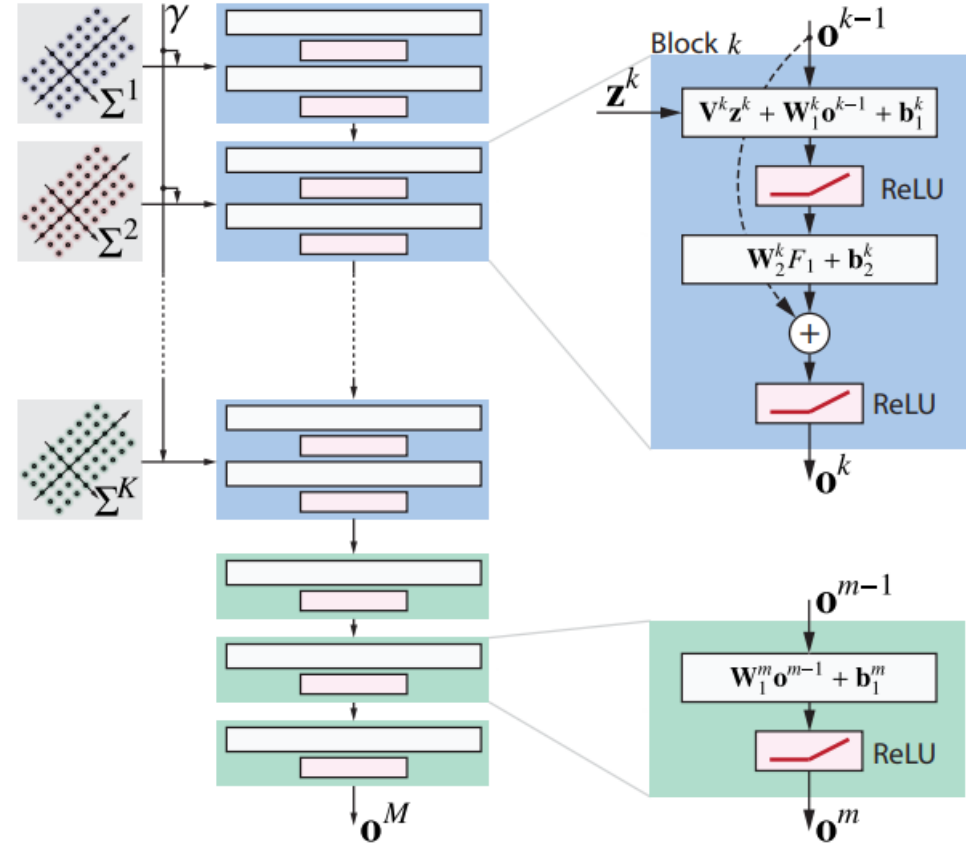 γ
Σ¹
Σ²
Σᴷ
Block k
oᵏ⁻¹
zᵏ
Vᵏzᵏ + W₁ᵏoᵏ⁻¹ + b₁ᵏ
ReLU
W₂ᵏF₁ + b₂ᵏ
+
ReLU
oᵏ
oᵐ⁻¹
W₁ᵐoᵐ⁻¹ + b₁ᵐ
ReLU
oᴹ
oᵐ